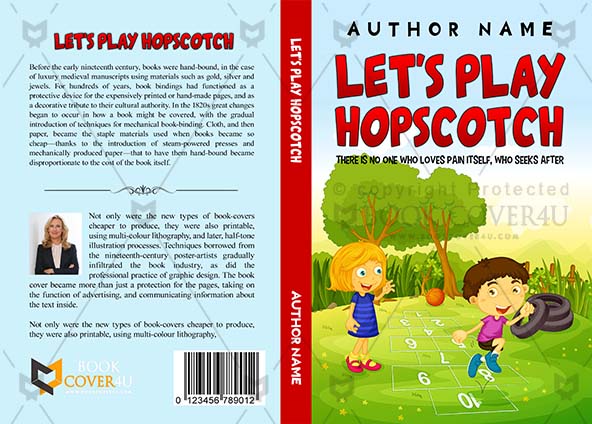 LET'S PLAY HOPSCOTCH
Before the early nineteenth century, books were hand-bound, in the case
of luxury medieval manuscripts using materials such as gold, silver and
jewels. For hundreds of years, book bindings had functioned as a
protective device for the expensively printed or hand-made pages, and as
a decorative tribute to their cultural authority. In the 1820s great changes
began to occur in how a book might be covered, with the gradual
introduction of techniques for mechanical book-binding. Cloth, and then
paper, became the staple materials used when books became so
cheap—thanks to the introduction of steam-powered presses and
mechanically produced paper—that to have them hand-bound became
disproportionate to the cost of the book itself.
Not only were the new types of book-covers
cheaper to produce, they were also printable,
using multi-colour lithography, and later, half-tone
illustration processes. Techniques borrowed from
the nineteenth-century poster-artists gradually
infiltrated the book industry, as did the
professional practice of graphic design. The book
cover became more than just a protection for the pages, taking on
the function of advertising, and communicating information about
the text inside.
Not only were the new types of book-covers cheaper to produce,
they were also printable, using multi-colour lithography,
BOOK
COVER4U
0 123456 789012
LET'S PLAY HOPSCOTCH
AUTHOR NAME
AUTHOR NAME
LET'S PLAY
HOPSCOTCH
THERE IS NO ONE WHO LOVES PAIN ITSELF, WHO SEEKS AFTER
© copyright Protected
BOOKCOVER4U
WWW.BOOKCOVER4U.COM
1
2
4
6
9
10